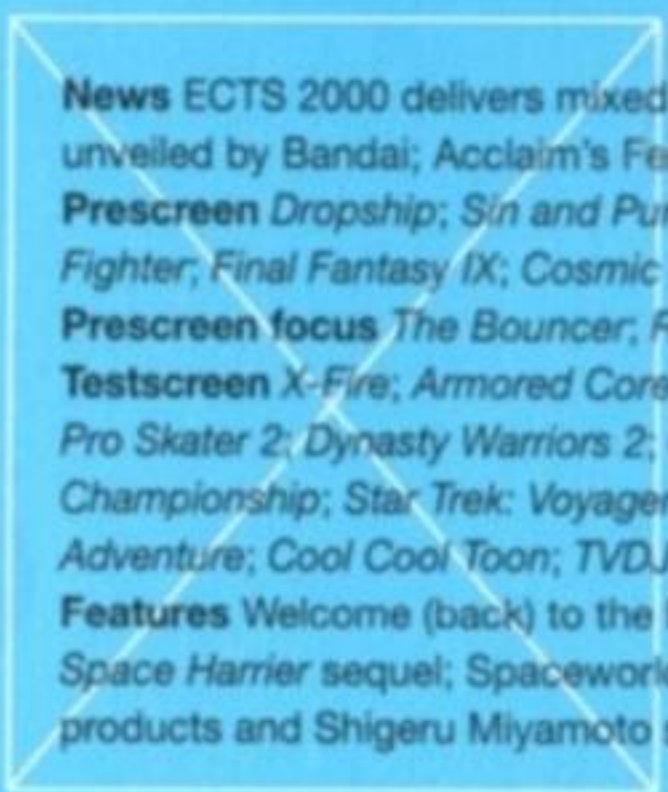 News ECTS 2000 delivers mixed
unveiled by Bandai; Acclaim's Fe
Prescreen Dropship; Sin and Pu
Fighter; Final Fantasy IX; Cosmic
Prescreen focus The Bouncer;
Testscreen X-Fire; Armored Core
Pro Skater 2; Dynasty Warriors 2;
Championship; Star Trek: Voyage
Adventure; Cool Cool Toon; TVDJ
Features Welcome (back) to the
Space Harrier sequel; Spaceworl
products and Shigeru Miyamoto